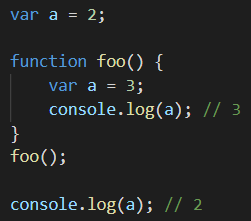 var a = 2;

function foo() {
    var a = 3;
    console.log(a); // 3
}
foo();

console.log(a); // 2